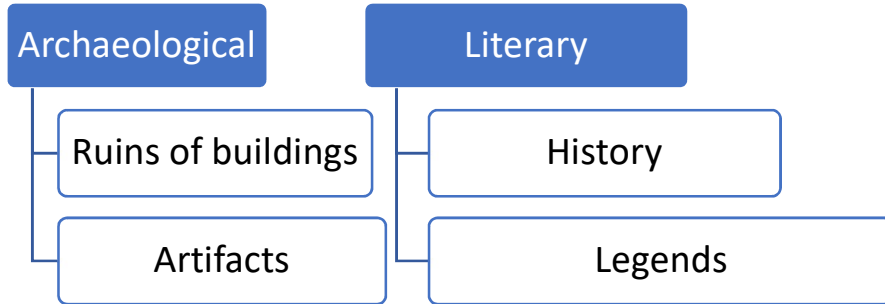 Archaeological
Ruins of buildings
Artifacts
Literary
History
Legends